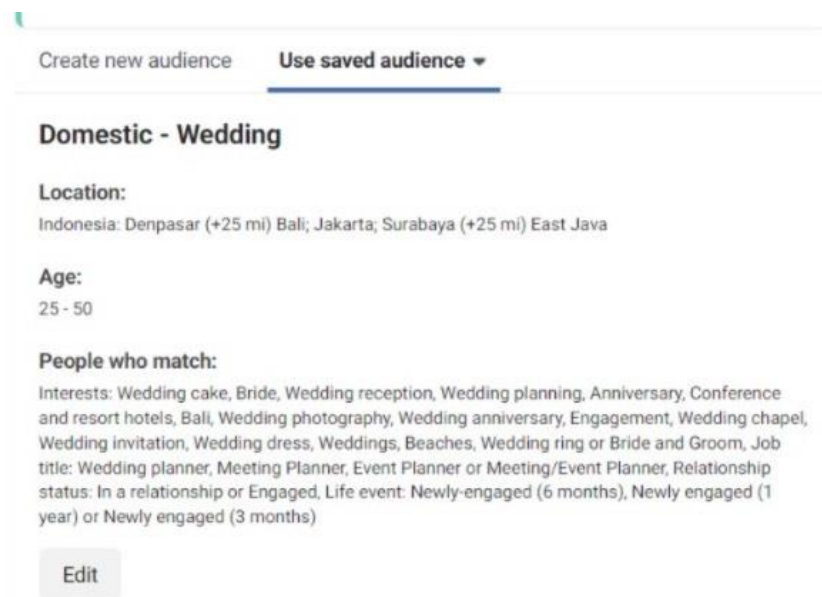 Create new audience Use saved audience
Domestic - Wedding
Location:
Indonesia: Denpasar (+25 mi) Bali; Jakarta; Surabaya (+25 mi) East Java
Age:
25 - 50
People who match:
Interests: Wedding cake, Bride, Wedding reception, Wedding planning, Anniversary, Conference
and resort hotels, Bali, Wedding photography, Wedding anniversary, Engagement, Wedding chapel,
Wedding invitation, Wedding dress, Weddings, Beaches, Wedding ring or Bride and Groom, Job
title: Wedding planner, Meeting Planner, Event Planner or Meeting/Event Planner, Relationship
status: In a relationship or Engaged, Life event: Newly-engaged (6 months), Newly engaged (1
year) or Newly engaged (3 months)
Edit